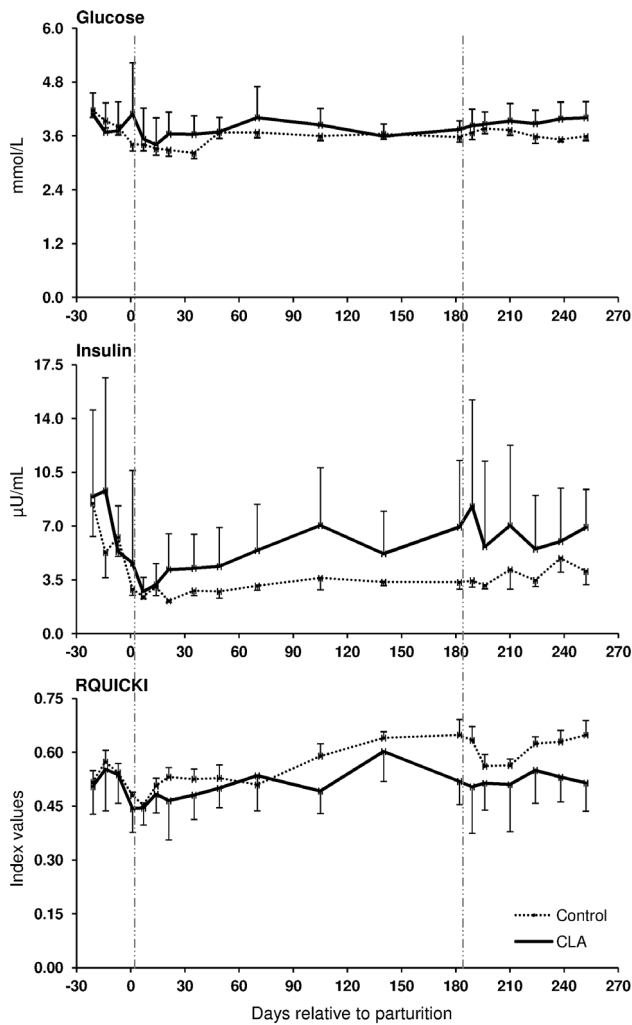 Glucose
6.0
4.8
3.6
2.4
1.2
0.0
mmol/L
-30 0 30 60 90 120 150 180 210 240 270
Insulin
17.5
14.0
10.5
7.0
3.5
0.0
µU/mL
-30 0 30 60 90 120 150 180 210 240 270
RQUICKI
0.75
0.60
0.45
0.30
0.15
0.00
Index values
Control
CLA
-30 0 30 60 90 120 150 180 210 240 270
Days relative to parturition